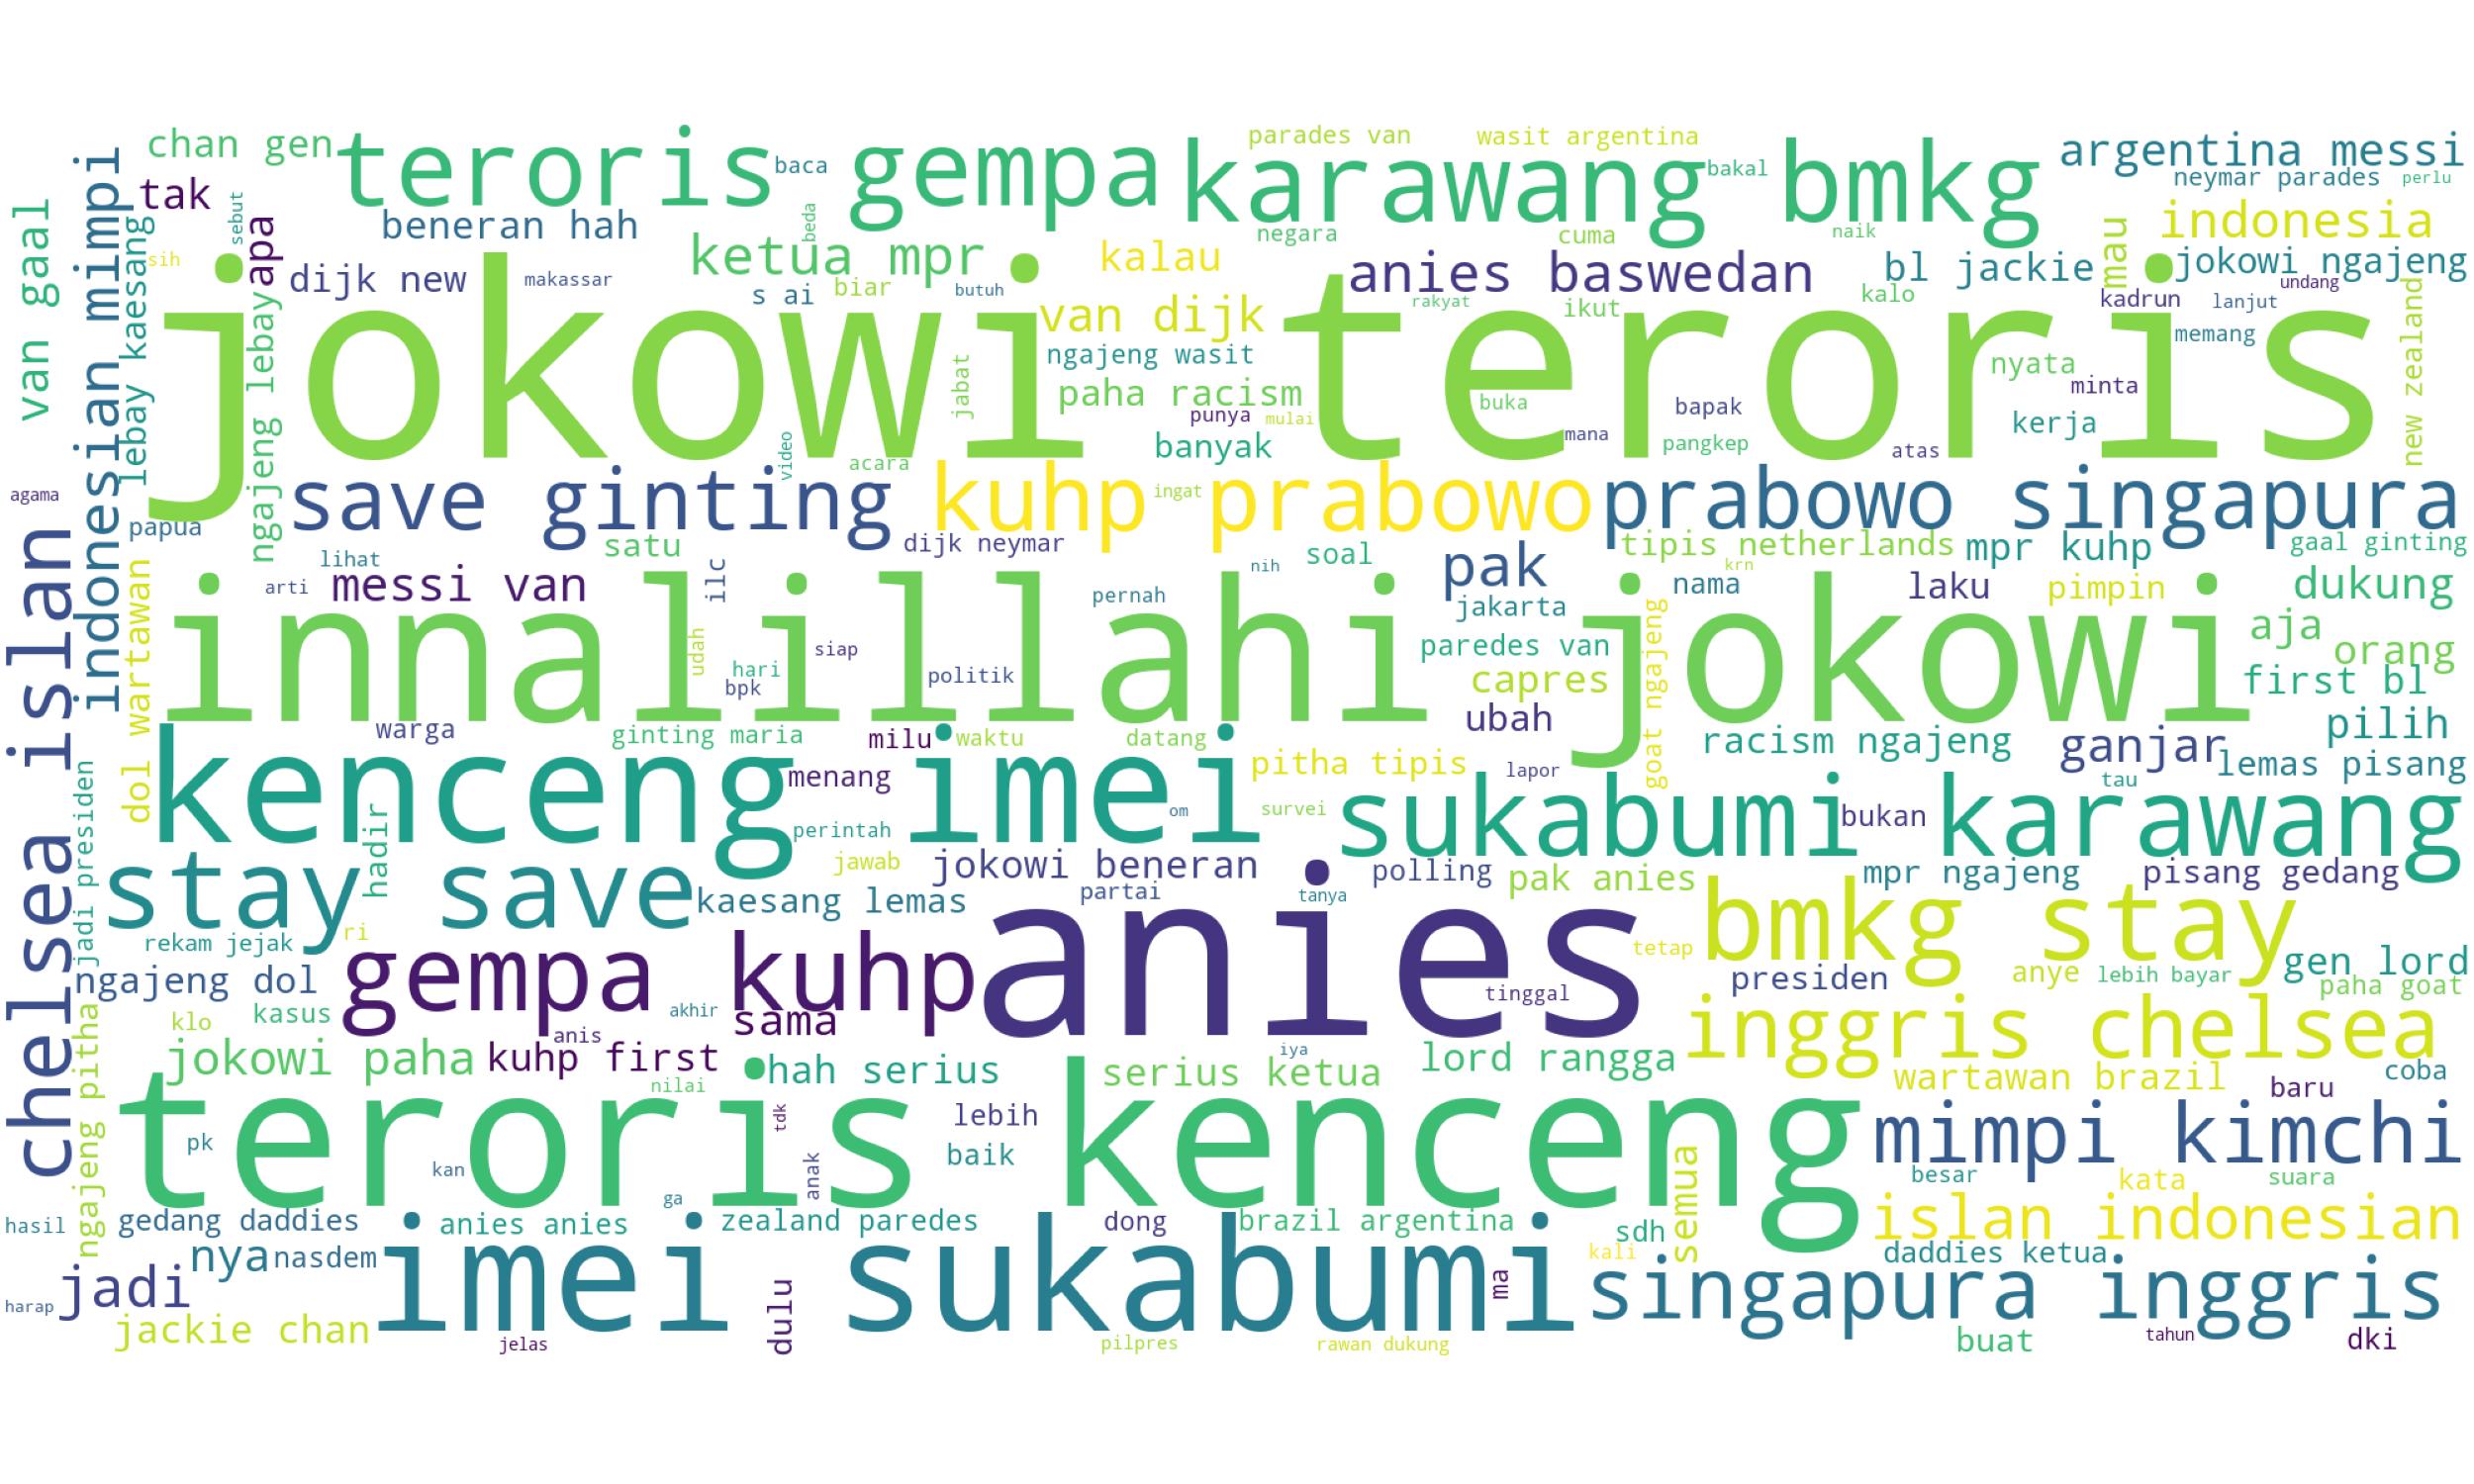 chan gen
teroris gempa
karawang bmkg
parades van
wasit argentina
argentina messi
baca
bakal
neymar parades
perlu
tak
beneran hah
ketua mpr
beda
negara
cuma
naik
kalau
indonesia
mau
sebut
apa
sih
dijk new
makassar
s ai
biar
butuh
anies baswedan
bl jackie
jokowi ngajeng
undang
van gaal
indonesian mimpi
lebay kaesang
ngajeng lebay
jokowi teroris
van dijk
rakyat
ikut
kalo
kadrun
lanjut
memang
new zealand
ngajeng wasit
jabat
paha racism
nyata
minta
punya
mulai
buka
bapak
kerja
banyak
mana
pangkep
atas
video
acara
agama
papua
save ginting
kuhp prabowo
ingat
prabowo singapura
chelsea islan
lihat
satu
dijk neymar
soal
pak
tipis netherlands
mpr kuhp
gaal ginting
dol wartawan
arti
messi van
ilc
nih
pernah
jakarta
krn
nama
laku
pimpin
dukung
innalillahi jokowi
udah
hari
siap
bpk
politik
paredes van
goat ngajeng
aja
orang
capres
first bl
ubah
pilih
warga
ginting maria
milu
waktu
datang
racism ngajeng
ganjar
kenceng imei
menang
pitha tipis
lapor
lemas pisang
tau
jadi presiden
hadir
perintah
om
survei
sukabumi karawang
bukan
stay save
jawab
jokowi beneran
polling
pak anies
mpr ngajeng
pisang gedang
kaesang lemas
partai
tanya
anies
bmkg stay
rekam jejak
ri
gempa kuhp
tetap
ngajeng dol
presiden
anye
lebih bayar
gen lord
paha goat
tinggal
kasus
klo
akhir
sama
anis
inggris chelsea
ngajeng pitha
jokowi paha
kuhp first
hah serius
iya
serius ketua
lord rangga
wartawan brazil
baru
coba
nilai
teroris kenceng
tdk
lebih
mimpi kimchi
pk
kan
baik
anak
ga
semua
besar
kata
suara
hasil
gedang daddies
anies anies
zealand paredes
dong
brazil argentina
sdh
islan indonesian
nya
nasdem
kali
daddies ketua
imei sukabumi
ma
singapura inggris
harap
jadi
dulu
jackie chan
jelas
pilpres
rawan dukung
buat
tahun
dki